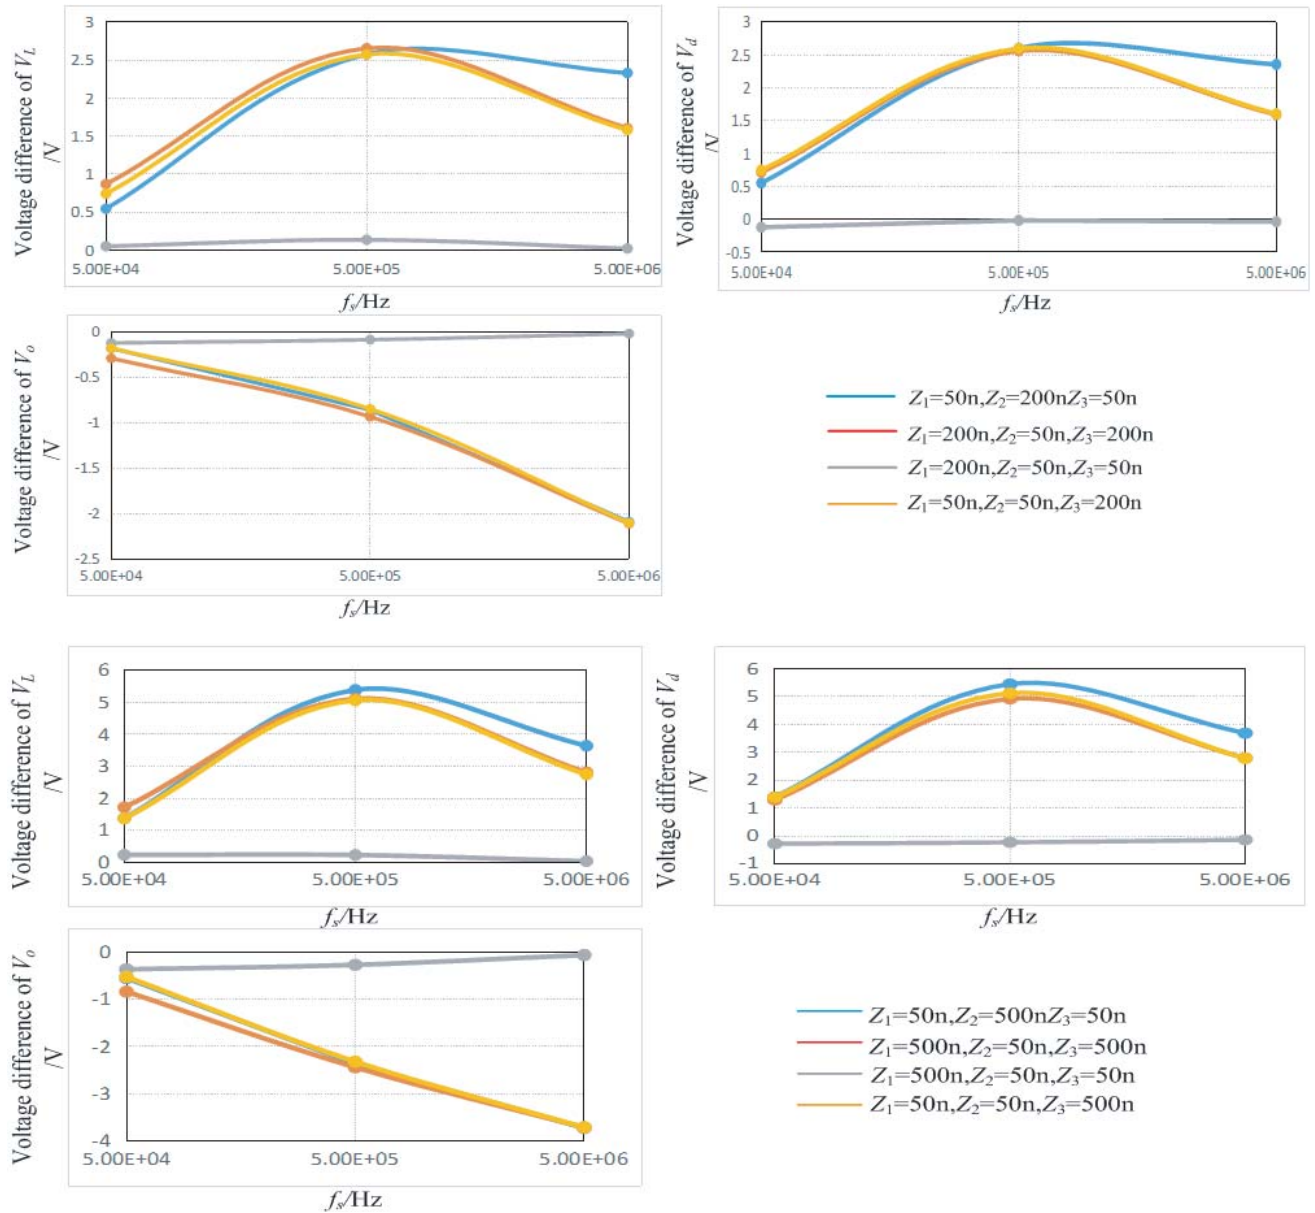 Voltage difference of V_L
/V
3
2.5
2
1.5
1
0.5
0
5.00E+04 5.00E+05 5.00E+06
f_s/Hz
Voltage difference of V_d
/V
3
2.5
2
1.5
1
0.5
0
-0.5
5.00E+04 5.00E+05 5.00E+06
f_s/Hz
Voltage difference of V_o
/V
0
-0.5
-1
-1.5
-2
-2.5
5.00E+04 5.00E+05 5.00E+06
f_s/Hz
Z_1=50n,Z_2=200nZ_3=50n
Z_1=200n,Z_2=50n,Z_3=200n
Z_1=200n,Z_2=50n,Z_3=50n
Z_1=50n,Z_2=50n,Z_3=200n
Voltage difference of V_L
/V
6
5
4
3
2
1
0
5.00E+04 5.00E+05 5.00E+06
f_s/Hz
Voltage difference of V_d
/V
6
5
4
3
2
1
0
-1
5.00E+04 5.00E+05 5.00E+06
f_s/Hz
Voltage difference of V_o
/V
0
-1
-2
-3
-4
5.00E+04 5.00E+05 5.00E+06
f_s/Hz
Z_1=50n,Z_2=500nZ_3=50n
Z_1=500n,Z_2=50n,Z_3=500n
Z_1=500n,Z_2=50n,Z_3=50n
Z_1=50n,Z_2=50n,Z_3=500n